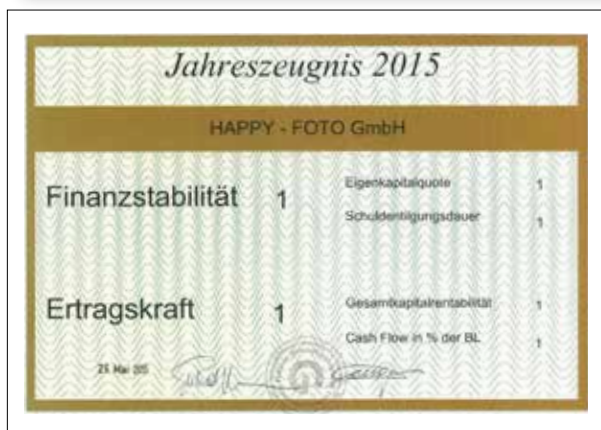 Jahreszeugnis 2015
HAPPY - FOTO GmbH
Finanzstabilität 1
Eigenkapitalquote 1
Schuldentilgungsdauer 1
Ertragskraft 1
Gesamtkapitalrentabilität 1
Cash Flow in % der BL 1
Mai